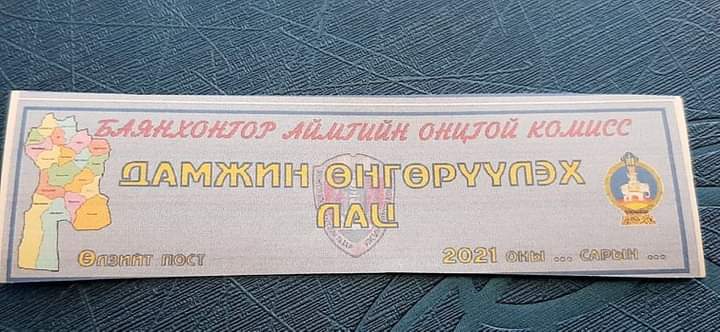 БАЯНХОНГОР АЙМГИЙН ОНЦГОЙ КОМИСС
ДАМЖИН ӨНГӨРҮҮЛЭХ
ЛАЦ
Өлзийт пост
2021 оны ... сарын ...